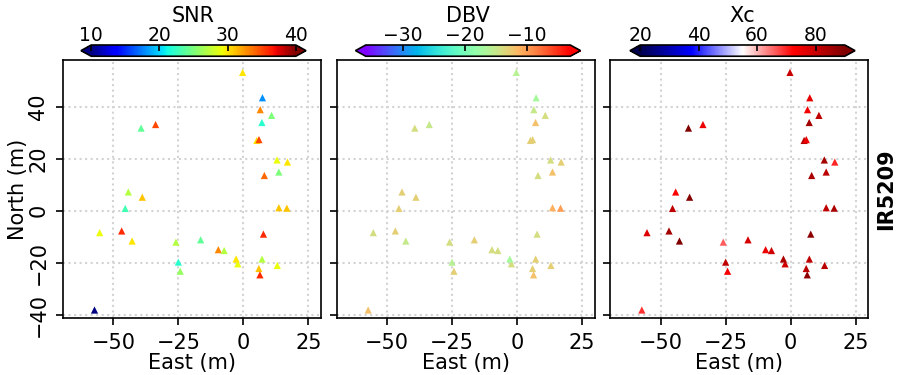 SNR DBV Xc
10 20 30 40 −30 −20 −10 20 40 60 80
North (m)
40
20
0
−20
−40
IR5209
−50 −25 0 25 −50 −25 0 25 −50 −25 0 25
East (m) East (m) East (m)